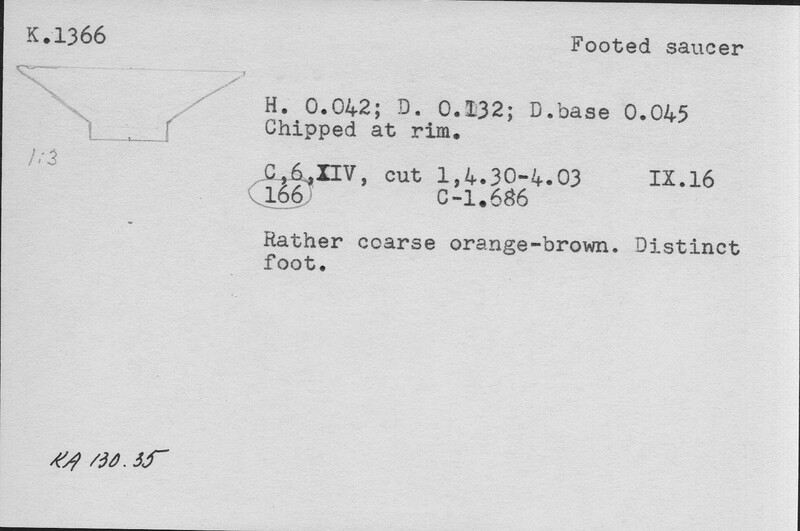 K.1366
Footed saucer
1:3
H. 0.042; D. 0.132; D.base 0.045
Chipped at rim.
C,6,XIV, cut 1,4.30-4.03 IX.16
166 C-1.686
Rather coarse orange-brown. Distinct
foot.
KA 130.35